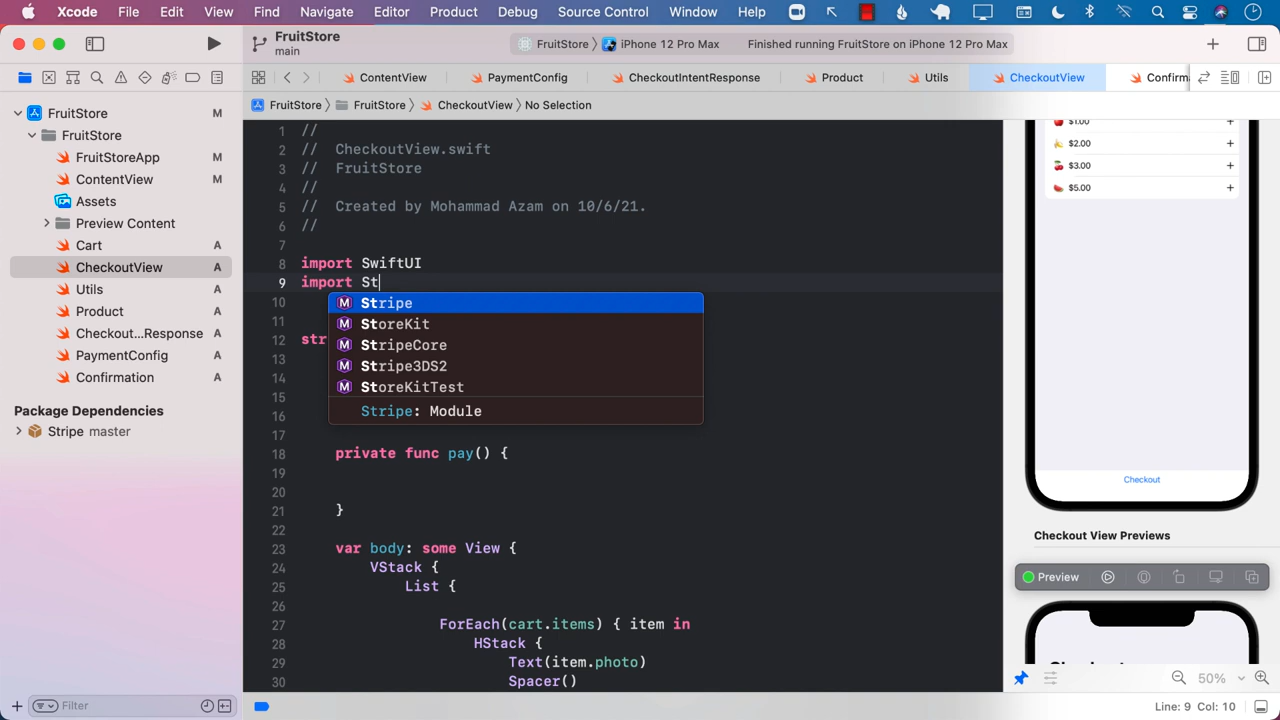 Xcode File Edit View Find Navigate Editor Product Debug Source Control Window Help
FruitStore
main
FruitStore
iPhone 12 Pro Max
Finished running FruitStore on iPhone 12 Pro Max
ContentView
PaymentConfig
CheckoutIntentResponse
Product
Utils
CheckoutView
Confirm
FruitStore
FruitStore
CheckoutView
No Selection
FruitStore M
FruitStore
FruitStoreApp M
ContentView M
Assets
Preview Content
Cart A
CheckoutView A
Utils A
Product A
Checkout...Response A
PaymentConfig A
Confirmation A
Package Dependencies
Stripe master
Filter
1 //
2 // CheckoutView.swift
3 // FruitStore
4 //
5 // Created by Mohammad Azam on 10/6/21.
6 //
7
8 import SwiftUI
9 import St
10
11
12 str
13
14
15
16
17
18 private func pay() {
19
20
21 }
22
23 var body: some View {
24 VStack {
25 List {
26
27 ForEach(cart.items) { item in
28 HStack {
29 Text(item.photo)
30 Spacer()
M Stripe
M StoreKit
M StripeCore
M Stripe3DS2
M StoreKitTest
Stripe: Module
$1.00 +
$2.00 +
$3.00 +
$5.00 +
Checkout
Checkout View Previews
Preview
50%
Line: 9 Col: 10